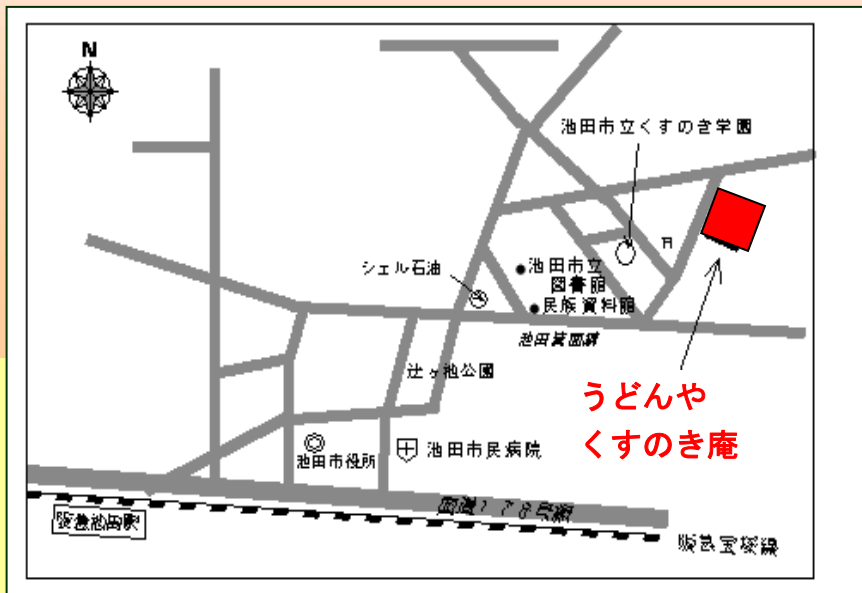 N
池田市立くすのき学園
シェル石油
池田市立
図書館
民族資料館
池田箕面線
辻ヶ池公園
うどんや
くすのき庵
池田市役所
池田市民病院
国道176号線
阪急池田駅
阪急宝塚線